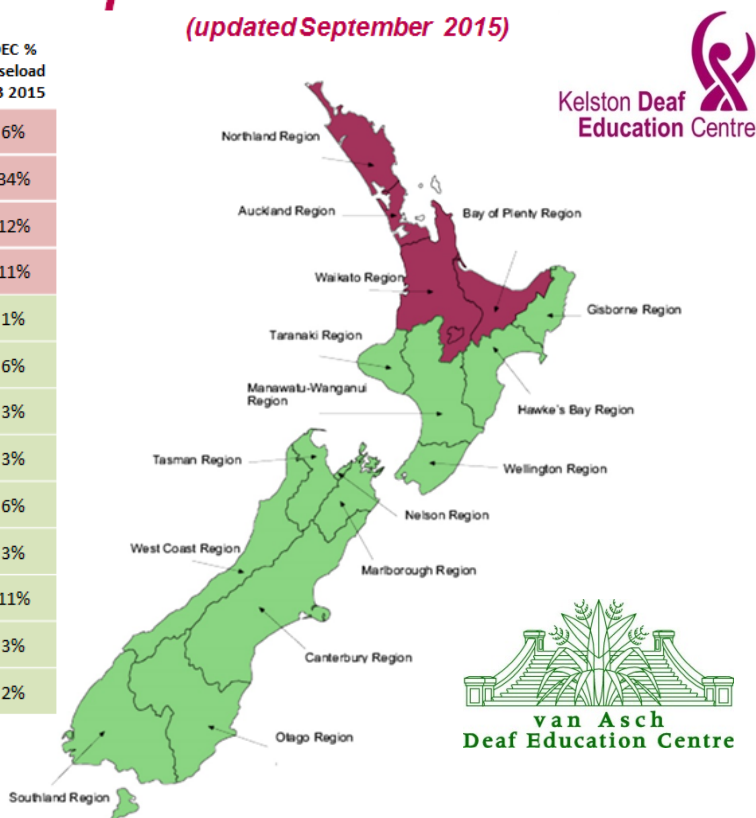 (updated September 2015)
EC %
seload
2015
6%
34%
12%
11%
1%
6%
3%
3%
6%
3%
11%
3%
2%
Kelston Deaf
Education Centre
Northland Region
Auckland Region
Bay of Plenty Region
Waikato Region
Gisborne Region
Taranaki Region
Manawatu-Wanganui
Region
Hawke's Bay Region
Tasman Region
Wellington Region
Nelson Region
West Coast Region
Marlborough Region
Canterbury Region
Otago Region
Southland Region
van Asch
Deaf Education Centre